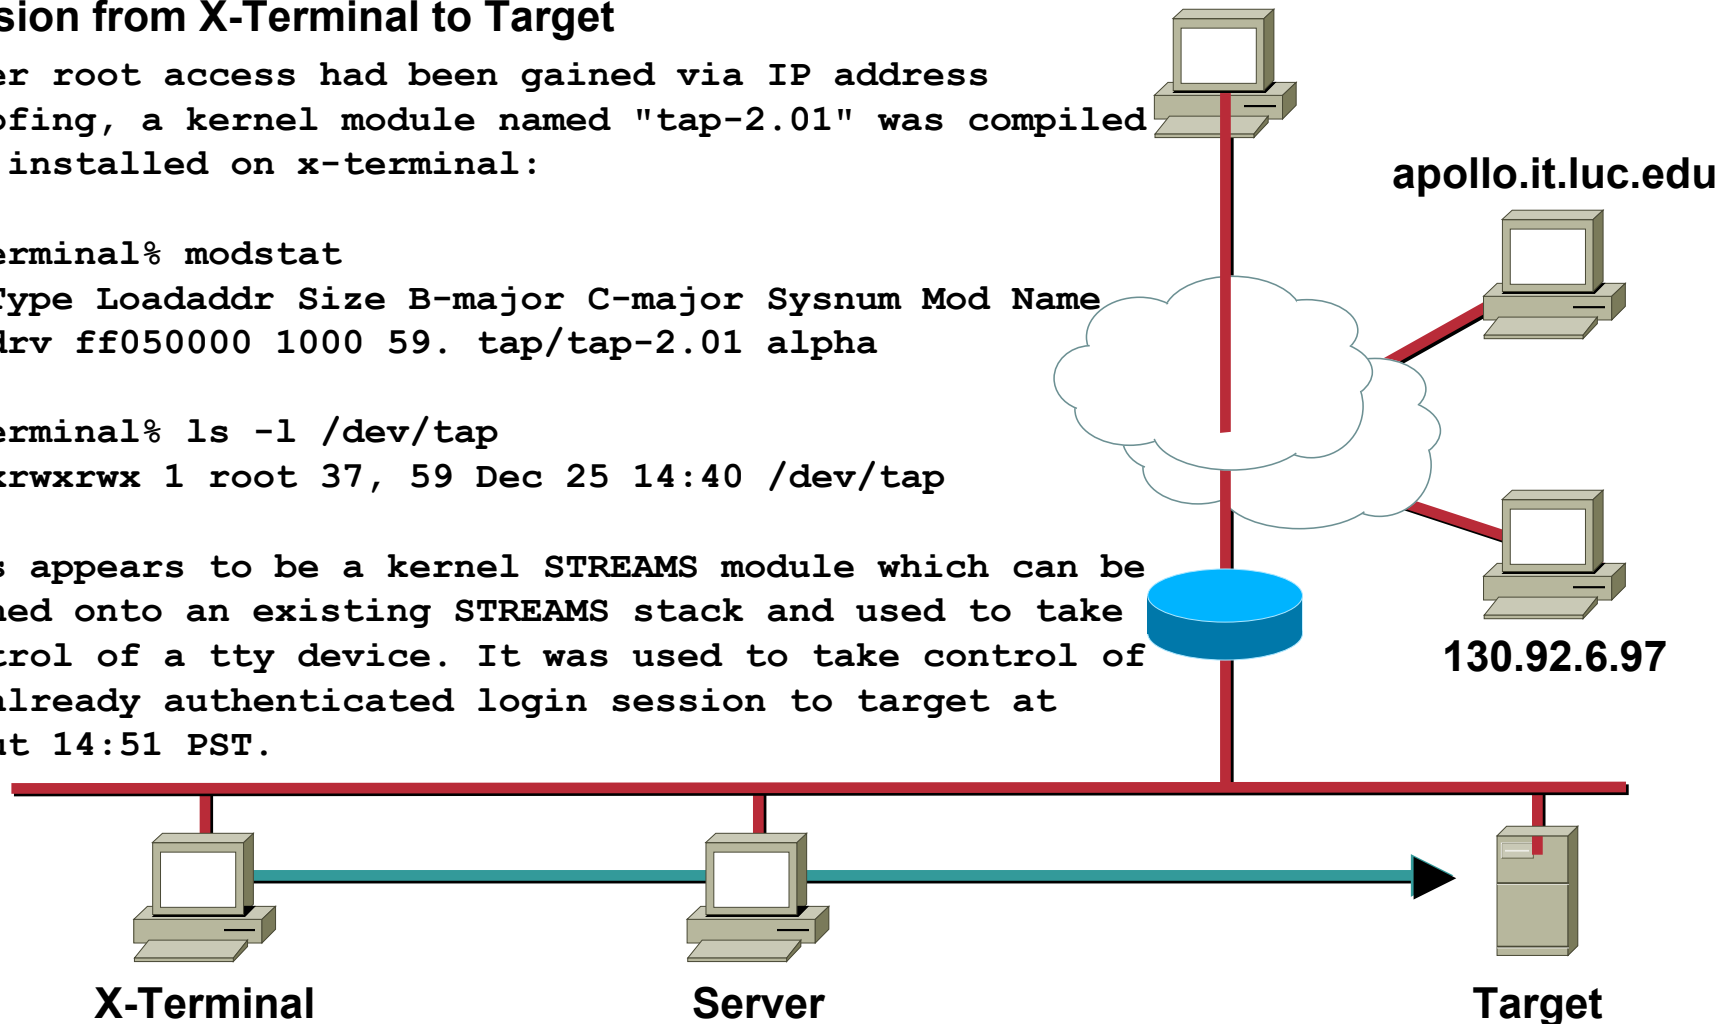 sion from X-Terminal to Target
er root access had been gained via IP address
ofing, a kernel module named "tap-2.01" was compiled
installed on x-terminal:
erminal% modstat
Type Loadaddr Size B-major C-major Sysnum Mod Name
drv ff050000 1000 59. tap/tap-2.01 alpha
erminal% ls -l /dev/tap
xrwxrwx 1 root 37, 59 Dec 25 14:40 /dev/tap
s appears to be a kernel STREAMS module which can be
hed onto an existing STREAMS stack and used to take
trol of a tty device. It was used to take control of
already authenticated login session to target at
ut 14:51 PST.
apollo.it.luc.edu
130.92.6.97
X-Terminal
Server
Target